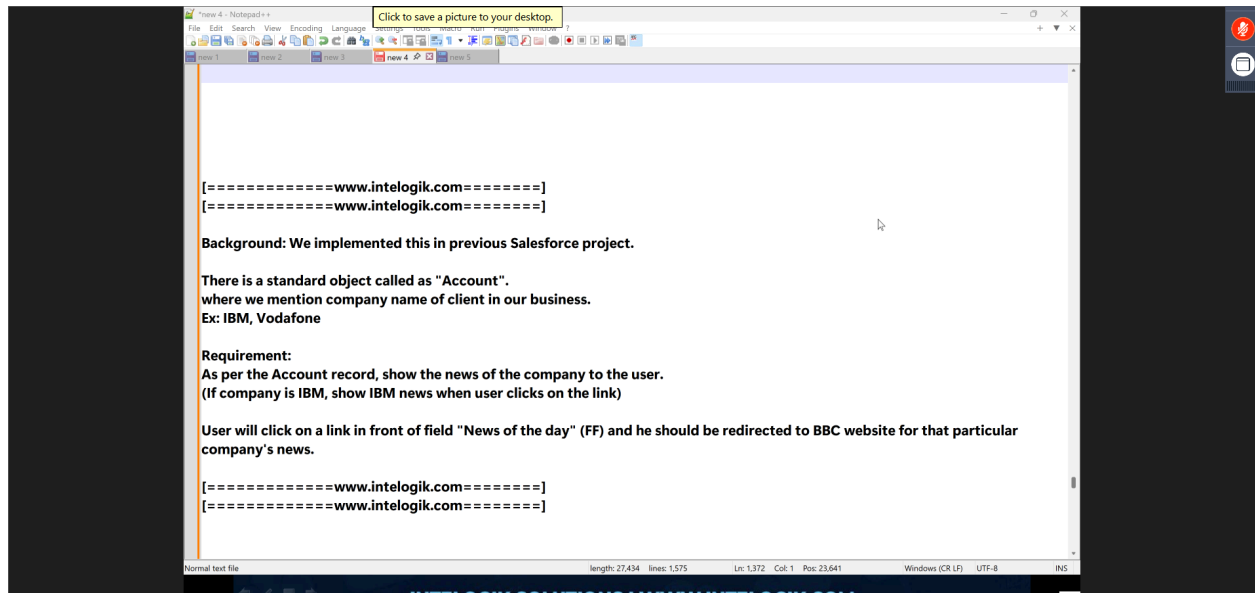 *new 4 - Notepad++
Click to save a picture to your desktop.
File Edit Search View Encoding Language Settings Tools Macro Run Plugins Window ?
new 1 new 2 new 3 new 4 new 5
[=============www.intelogik.com========]
[=============www.intelogik.com========]
Background: We implemented this in previous Salesforce project.
There is a standard object called as "Account".
where we mention company name of client in our business.
Ex: IBM, Vodafone
Requirement:
As per the Account record, show the news of the company to the user.
(If company is IBM, show IBM news when user clicks on the link)
User will click on a link in front of field "News of the day" (FF) and he should be redirected to BBC website for that particular
company's news.
[=============www.intelogik.com========]
[=============www.intelogik.com========]
Normal text file length: 27,434 lines: 1,575 Ln: 1,372 Col: 1 Pos: 23,641 Windows (CR LF) UTF-8 INS